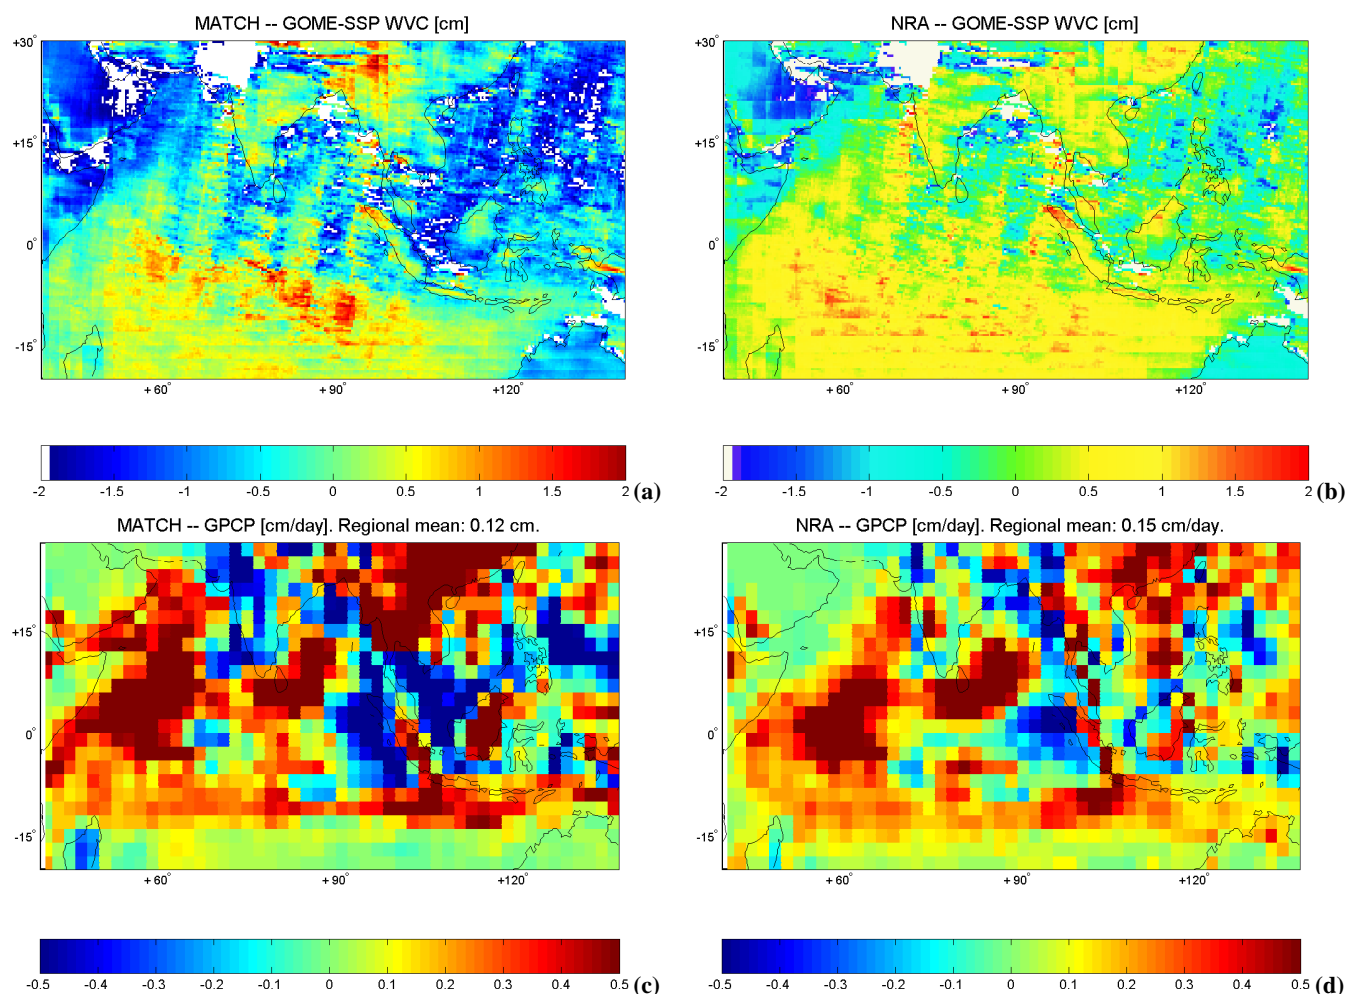 MATCH -- GOME-SSP WVC [cm]
+30°
+15°
0°
-15°
+60° +90° +120°
-2 -1.5 -1 -0.5 0 0.5 1 1.5 2 (a)
NRA -- GOME-SSP WVC [cm]
+30°
+15°
0°
-15°
+60° +90° +120°
-2 -1.5 -1 -0.5 0 0.5 1 1.5 2 (b)
MATCH -- GPCP [cm/day]. Regional mean: 0.12 cm.
+15°
0°
-15°
+60° +90° +120°
-0.5 -0.4 -0.3 -0.2 -0.1 0 0.1 0.2 0.3 0.4 0.5 (c)
NRA -- GPCP [cm/day]. Regional mean: 0.15 cm/day.
+15°
0°
-15°
+60° +90° +120°
-0.5 -0.4 -0.3 -0.2 -0.1 0 0.1 0.2 0.3 0.4 0.5 (d)